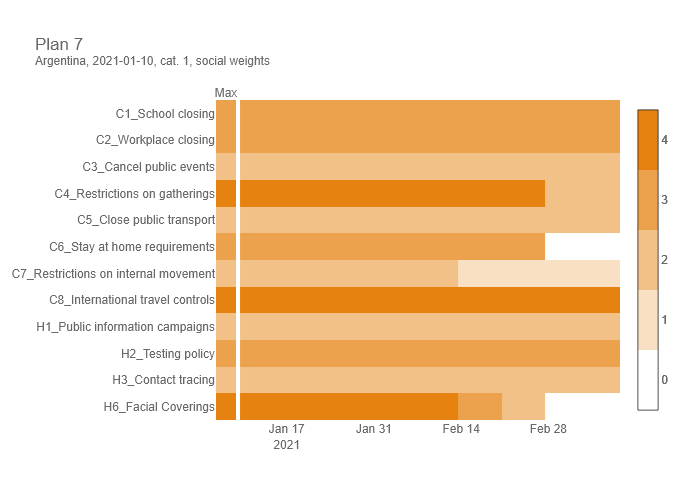 Plan 7
Argentina, 2021-01-10, cat. 1, social weights
Max
C1_School closing
C2_Workplace closing
C3_Cancel public events
C4_Restrictions on gatherings
C5_Close public transport
C6_Stay at home requirements
C7_Restrictions on internal movement
C8_International travel controls
H1_Public information campaigns
H2_Testing policy
H3_Contact tracing
H6_Facial Coverings
Jan 17
2021
Jan 31
Feb 14
Feb 28
4
3
2
1
0